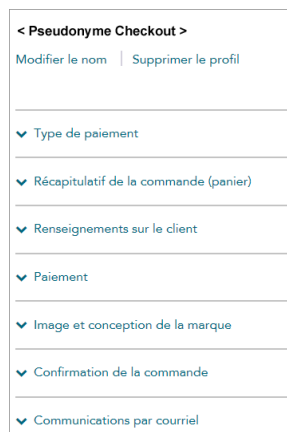 < Pseudonyme Checkout >
Modifier le nom | Supprimer le profil
Type de paiement
Récapitulatif de la commande (panier)
Renseignements sur le client
Paiement
Image et conception de la marque
Confirmation de la commande
Communications par courriel